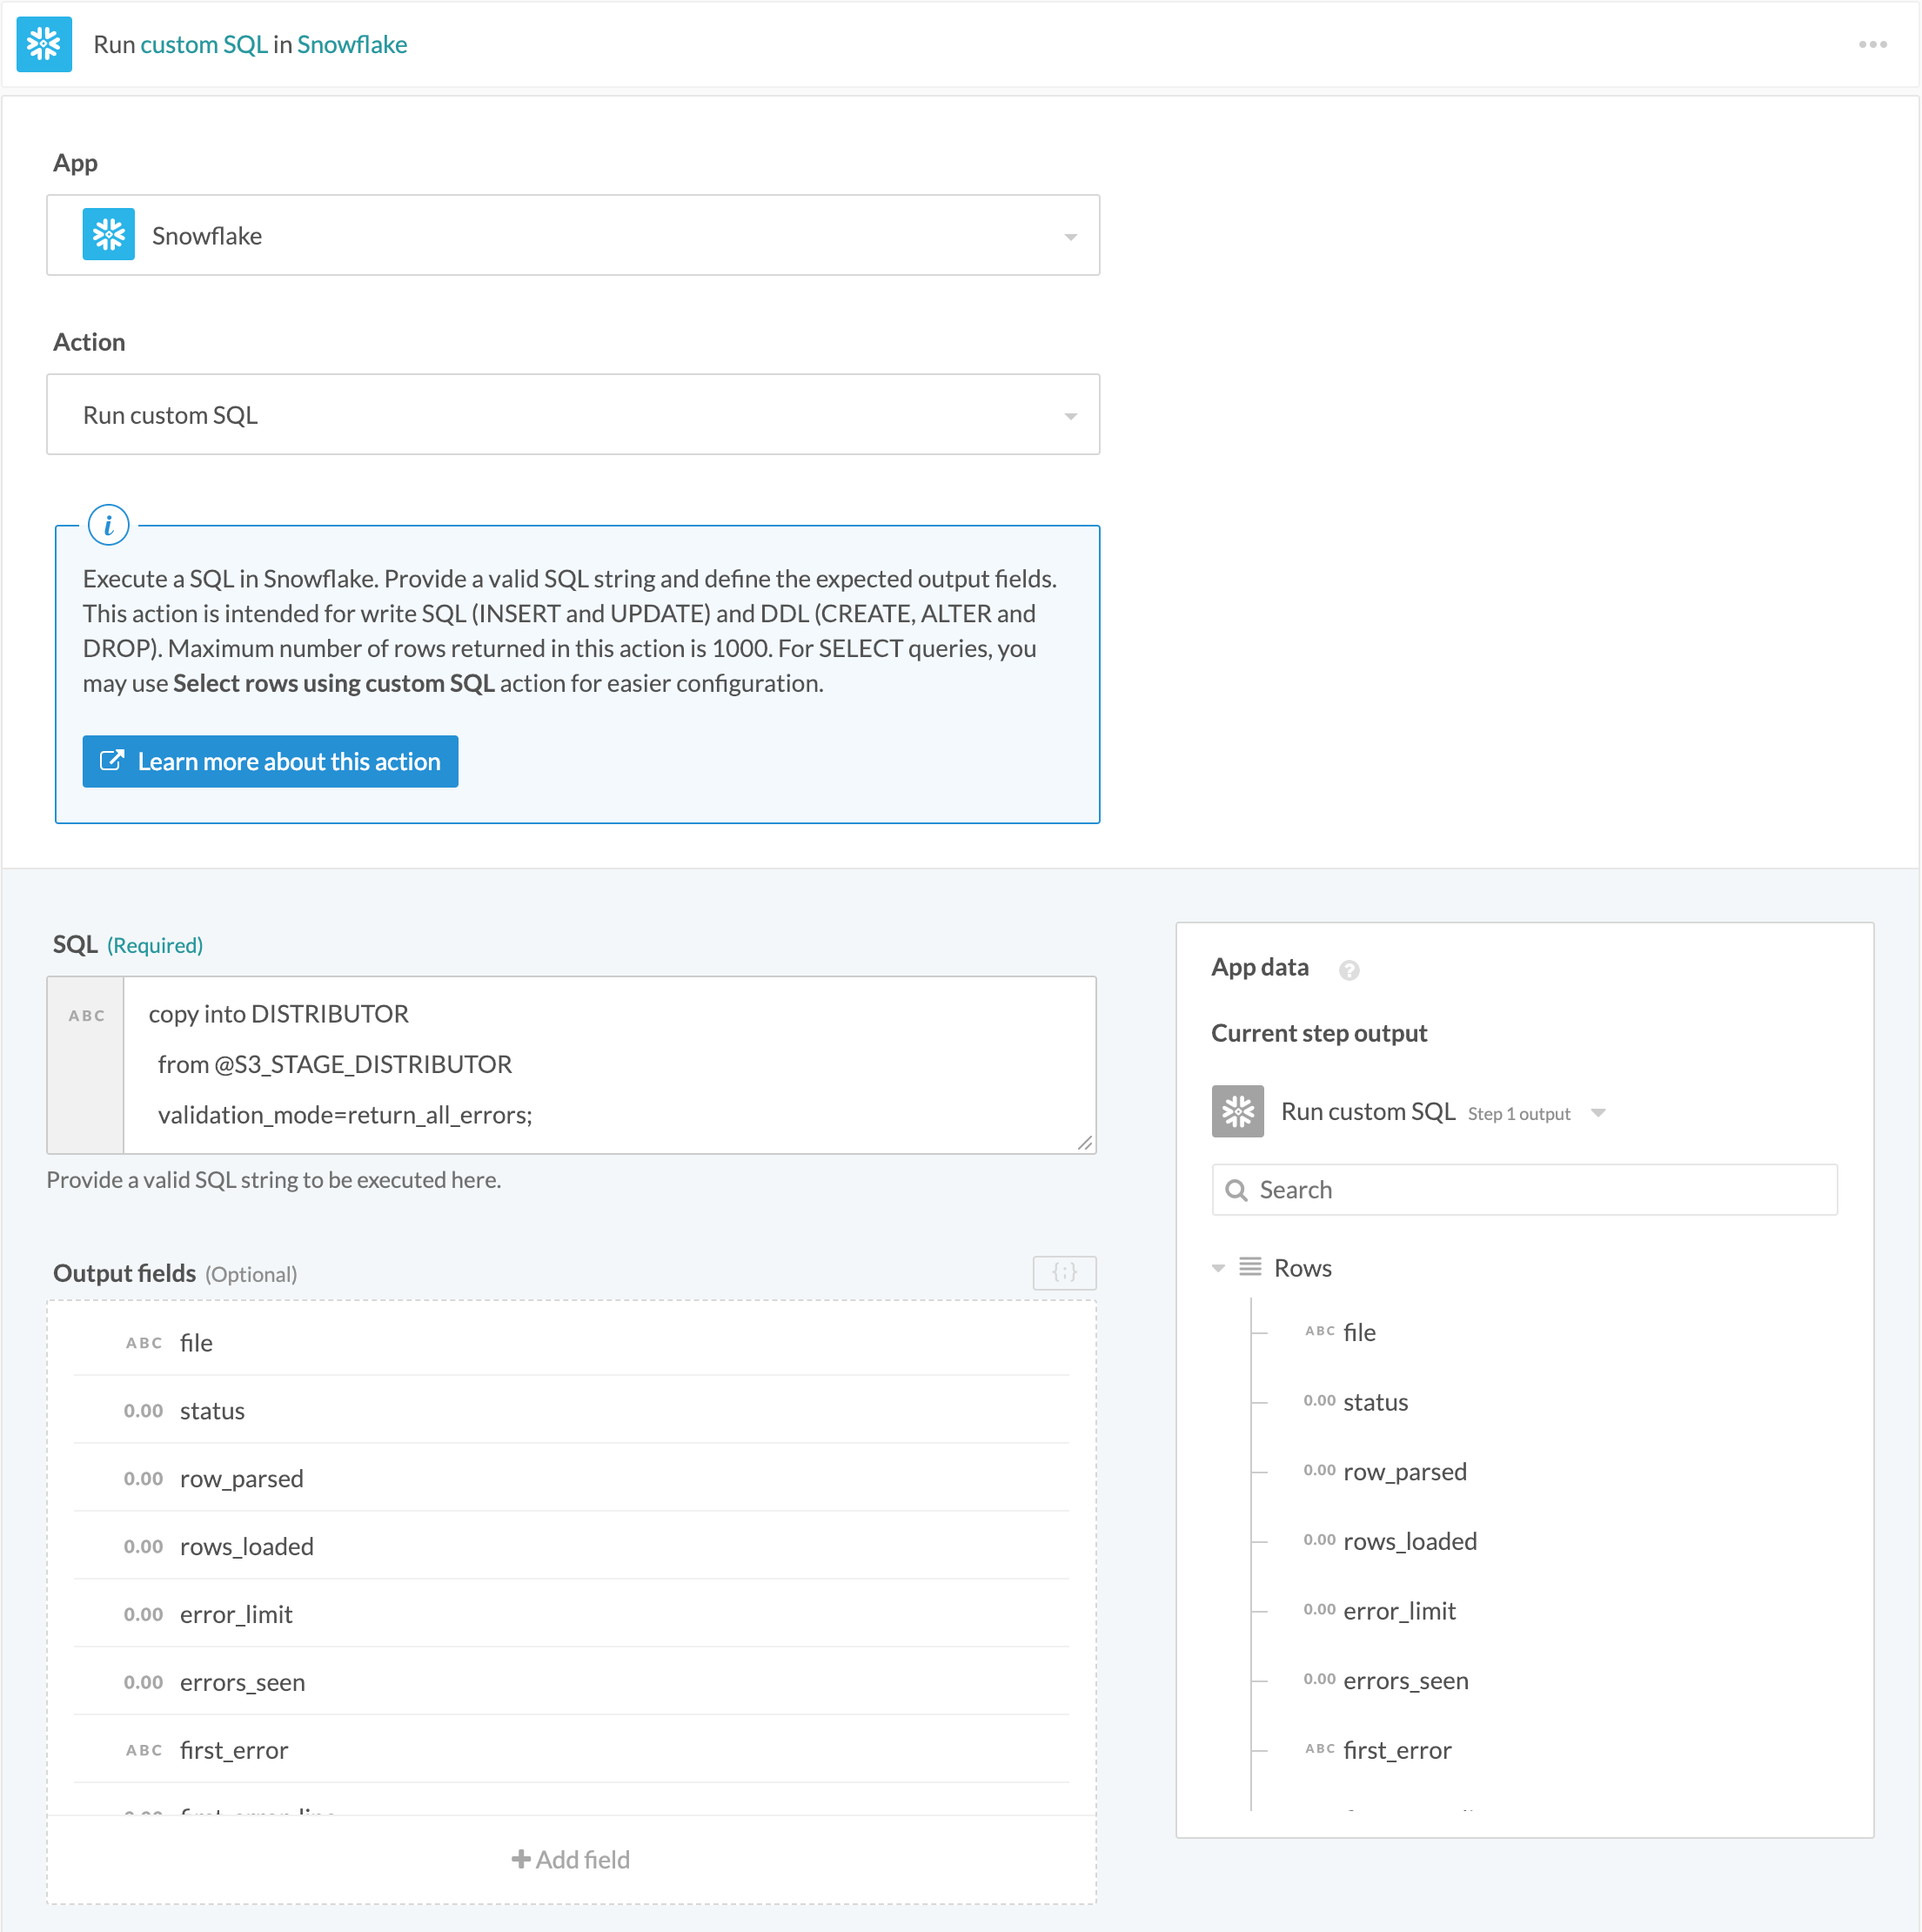 Run custom SQL in Snowflake
App
Snowflake
Action
Run custom SQL
i
Execute a SQL in Snowflake. Provide a valid SQL string and define the expected output fields.
This action is intended for write SQL (INSERT and UPDATE) and DDL (CREATE, ALTER and
DROP). Maximum number of rows returned in this action is 1000. For SELECT queries, you
may use Select rows using custom SQL action for easier configuration.
Learn more about this action
SQL (Required)
ABC
copy into DISTRIBUTOR
from @S3_STAGE_DISTRIBUTOR
validation_mode=return_all_errors;
Provide a valid SQL string to be executed here.
Output fields (Optional)
{;}
ABC file
0.00 status
0.00 row_parsed
0.00 rows_loaded
0.00 error_limit
0.00 errors_seen
ABC first_error
+ Add field
App data ?
Current step output
Run custom SQL Step 1 output
Search
Rows
ABC file
0.00 status
0.00 row_parsed
0.00 rows_loaded
0.00 error_limit
0.00 errors_seen
ABC first_error